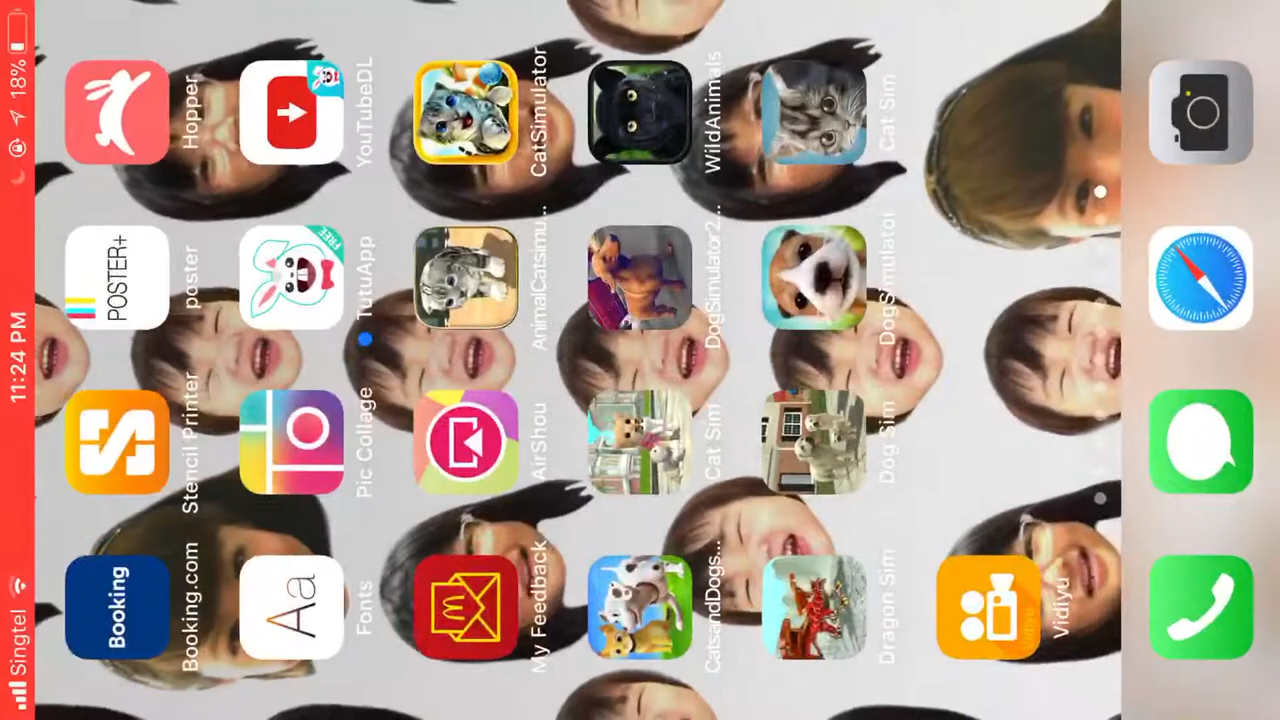 Singtel 11:24 PM 18%
Booking
POSTER+
Booking.com Stencil Printer poster Hopper
Aa FREE
Fonts Pic Collage TutuApp YouTubeDL
My Feedback AirShou AnimalCatsimu... CatSimulator
CatsandDogs... Cat Sim DogSimulator2... WildAnimals
Dragon Sim Dog Sim DogSimulator Cat Sim
Vidiyu